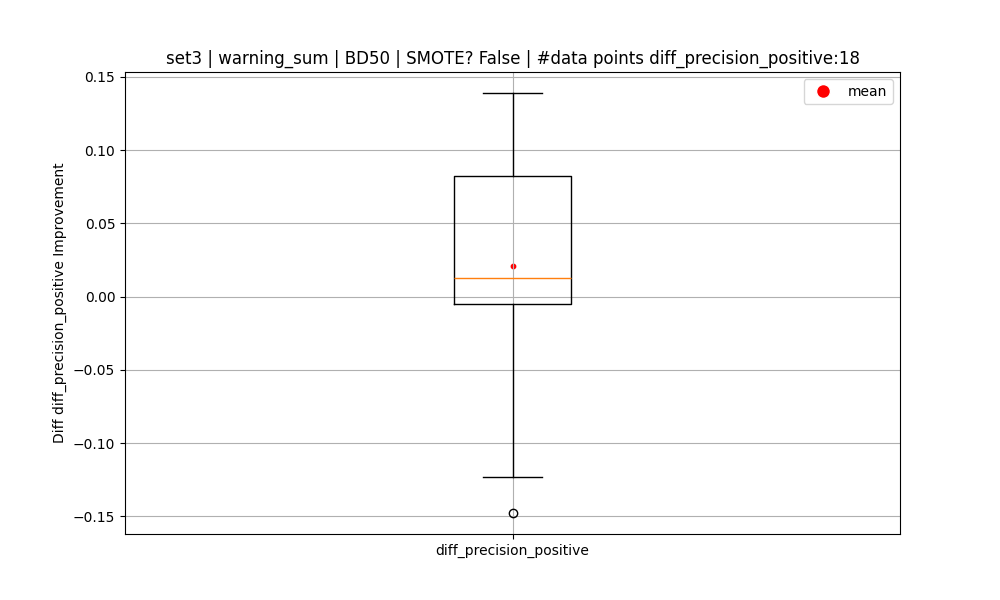 set3 | warning_sum | BD50 | SMOTE? False | #data points diff_precision_positive:18
mean
Diff diff_precision_positive Improvement
0.15
0.10
0.05
0.00
−0.05
−0.10
−0.15
diff_precision_positive